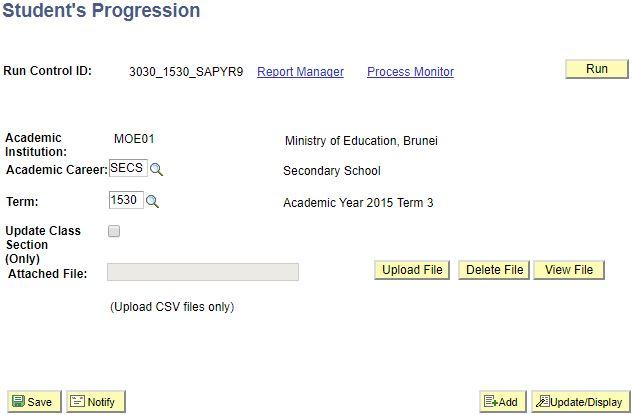 Student's Progression
Run Control ID: 3030_1530_SAPYR9 Report Manager Process Monitor Run
Academic
Institution: MOE01 Ministry of Education, Brunei
Academic Career: SECS Secondary School
Term: 1530 Academic Year 2015 Term 3
Update Class
Section
(Only)
Attached File: Upload File Delete File View File
(Upload CSV files only)
Save Notify Add Update/Display